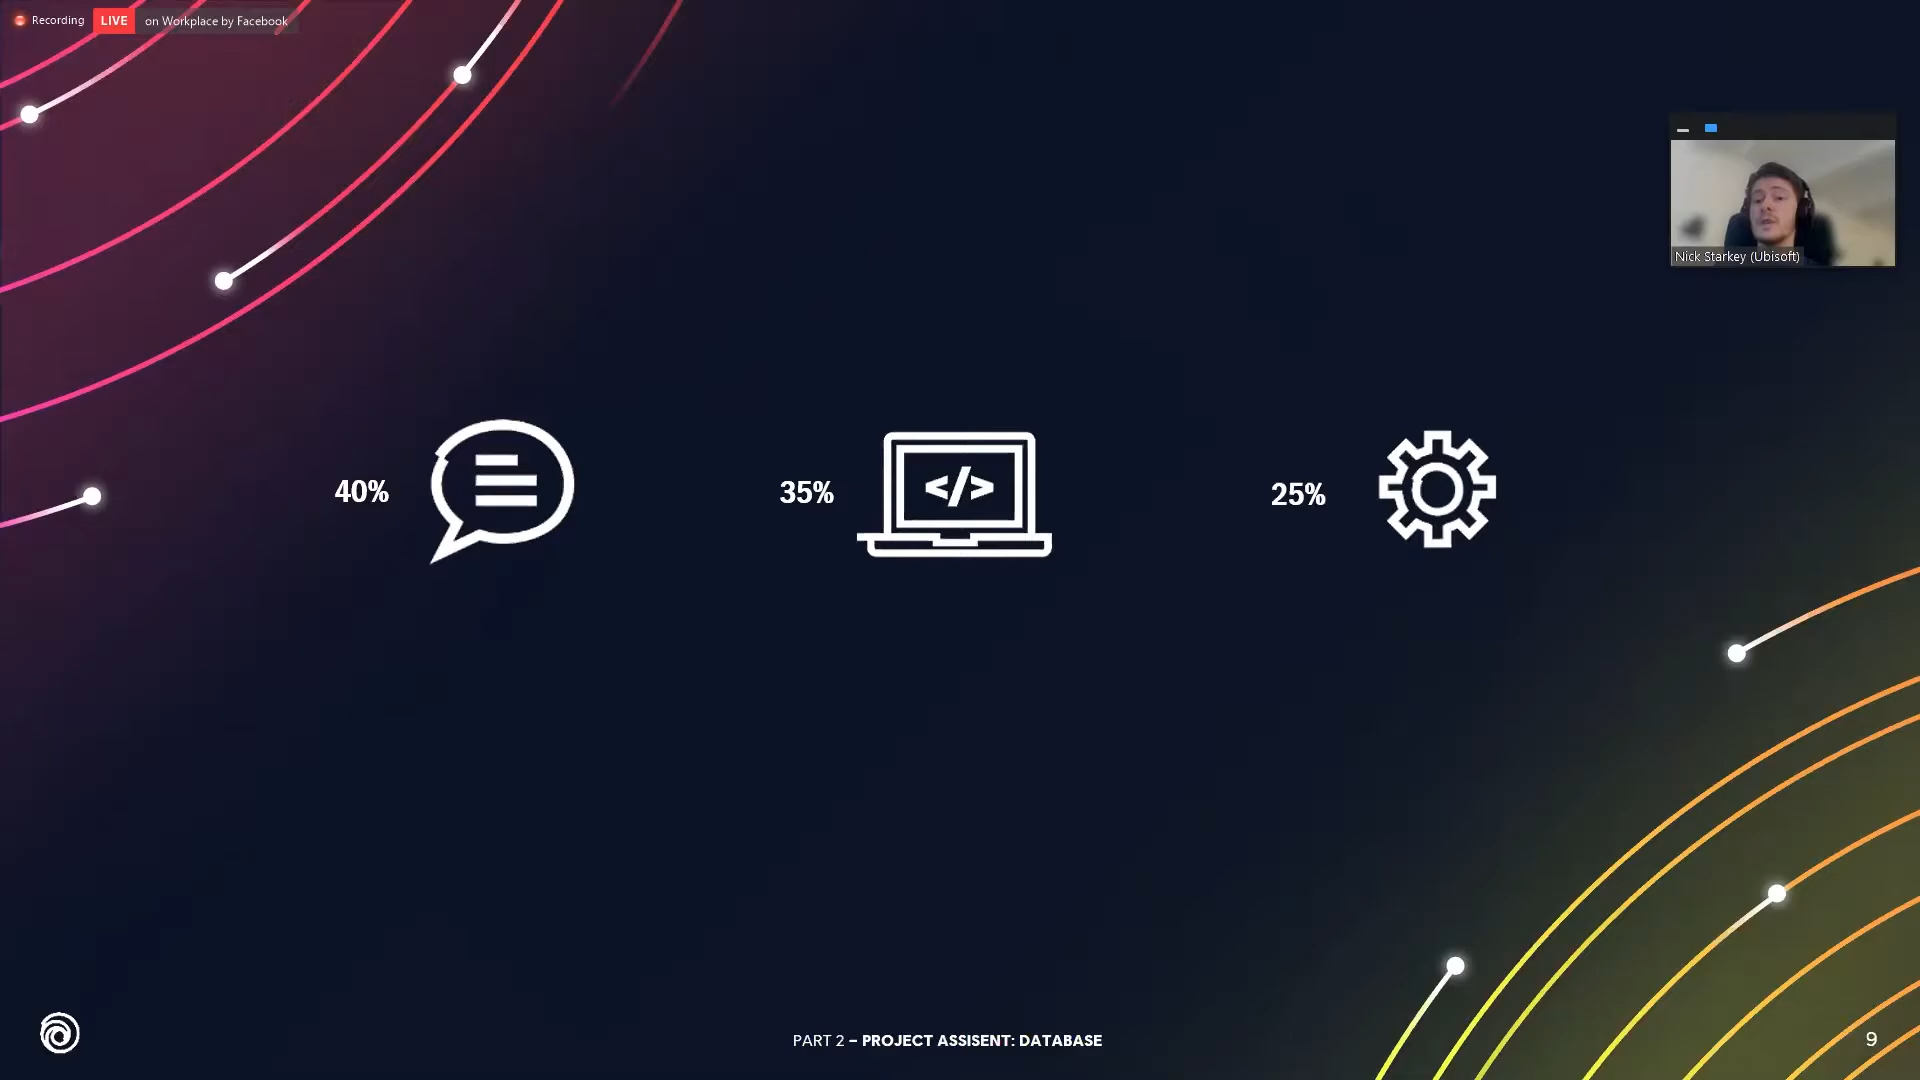 Recording LIVE on Workplace by Facebook
Nick Starkey (Ubisoft)
40%
35%
</>
25%
PART 2 – PROJECT ASSISENT: DATABASE
9